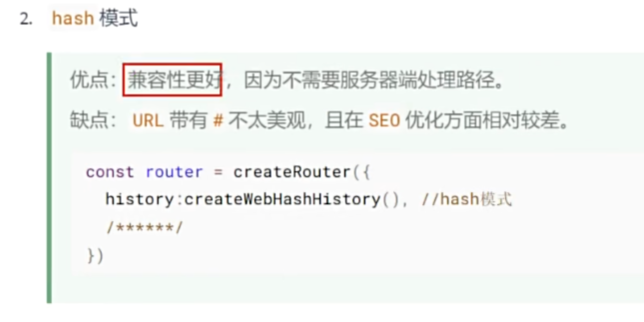 2. hash 模式
优点：兼容性更好，因为不需要服务器端处理路径。
缺点： URL 带有 # 不太美观，且在 SEO 优化方面相对较差。
const router = createRouter({
history:createWebHashHistory(), //hash模式
/******/
})